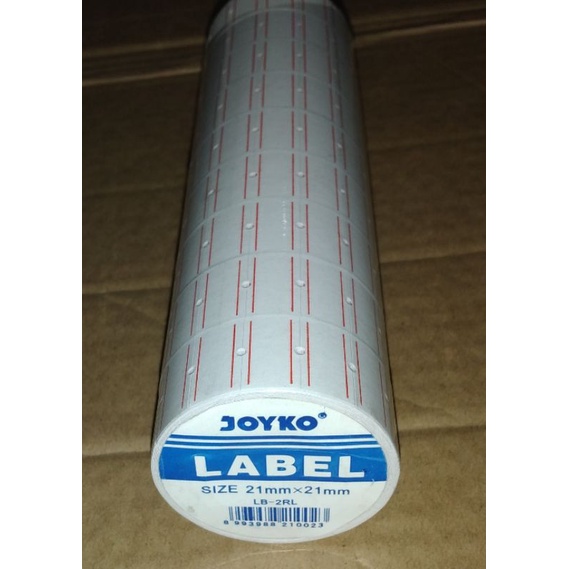 JOYKO®
LABEL
SIZE 21mm×21mm
LB-2RL
8 993988 210023